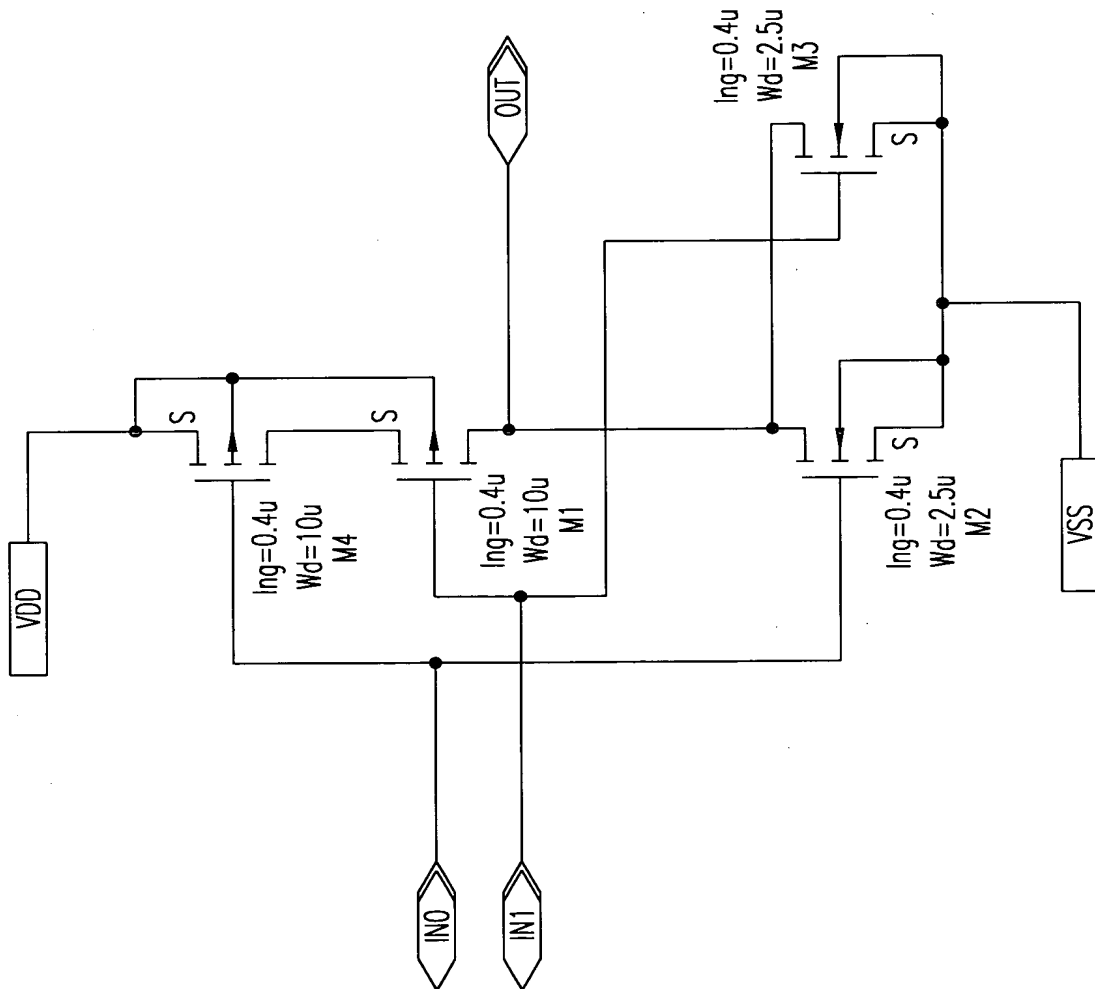 VDD
S
lng=0.4u
Wd=10u
M4
S
lng=0.4u
Wd=10u
M1
OUT
lng=0.4u
Wd=2.5u
M3
S
S
lng=0.4u
Wd=2.5u
M2
VSS
IN0
IN1